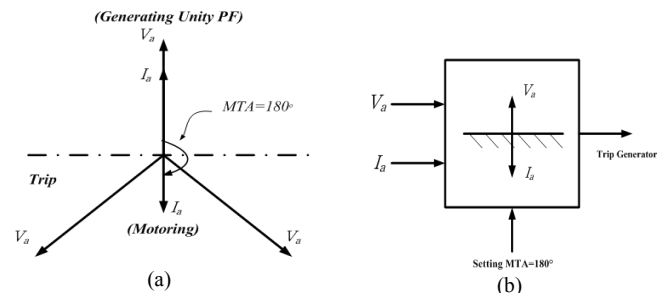 (Generating Unity PF)
Va
Ia
MTA=180°
Trip
Ia
(Motoring)
Va
Va
(a)
Va
Ia
Va
Ia
Trip Generator
Setting MTA=180°
(b)